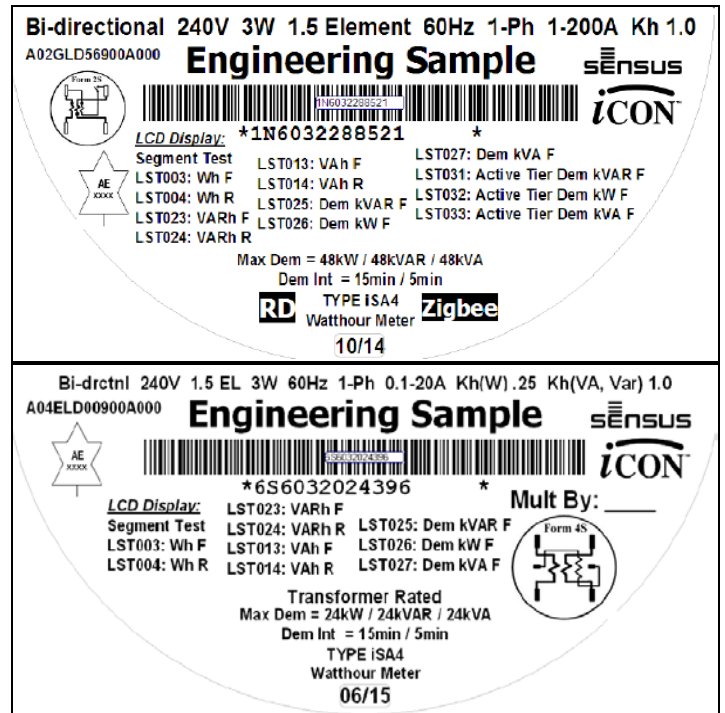 Bi-directional 240V 3W 1.5 Element 60Hz 1-Ph 1-200A Kh 1.0
A02GLD56900A000 Engineering Sample sensus
Form 2S
1N6032288521
iCON
*1N6032288521 *
LCD Display:
Segment Test
LST003: Wh F
LST004: Wh R
LST023: VARh F
LST024: VARh R
LST013: VAh F
LST014: VAh R
LST025: Dem kVAR F
LST026: Dem kW F
LST027: Dem kVA F
LST031: Active Tier Dem kVAR F
LST032: Active Tier Dem kW F
LST033: Active Tier Dem kVA F
AE
xxxx
Max Dem = 48kW / 48kVAR / 48kVA
Dem Int = 15min / 5min
RD TYPE iSA4 Zigbee
Watthour Meter
10/14
Bi-drctnl 240V 1.5 EL 3W 60Hz 1-Ph 0.1-20A Kh(W) .25 Kh(VA, Var) 1.0
A04ELD00900A000 Engineering Sample sensus
AE
xxxx
6S6032024396
iCON
*6S6032024396 *
Mult By: ____
LCD Display:
Segment Test
LST003: Wh F
LST004: Wh R
LST023: VARh F
LST024: VARh R
LST013: VAh F
LST014: VAh R
LST025: Dem kVAR F
LST026: Dem kW F
LST027: Dem kVA F
Form 4S
Transformer Rated
Max Dem = 24kW / 24kVAR / 24kVA
Dem Int = 15min / 5min
TYPE iSA4
Watthour Meter
06/15